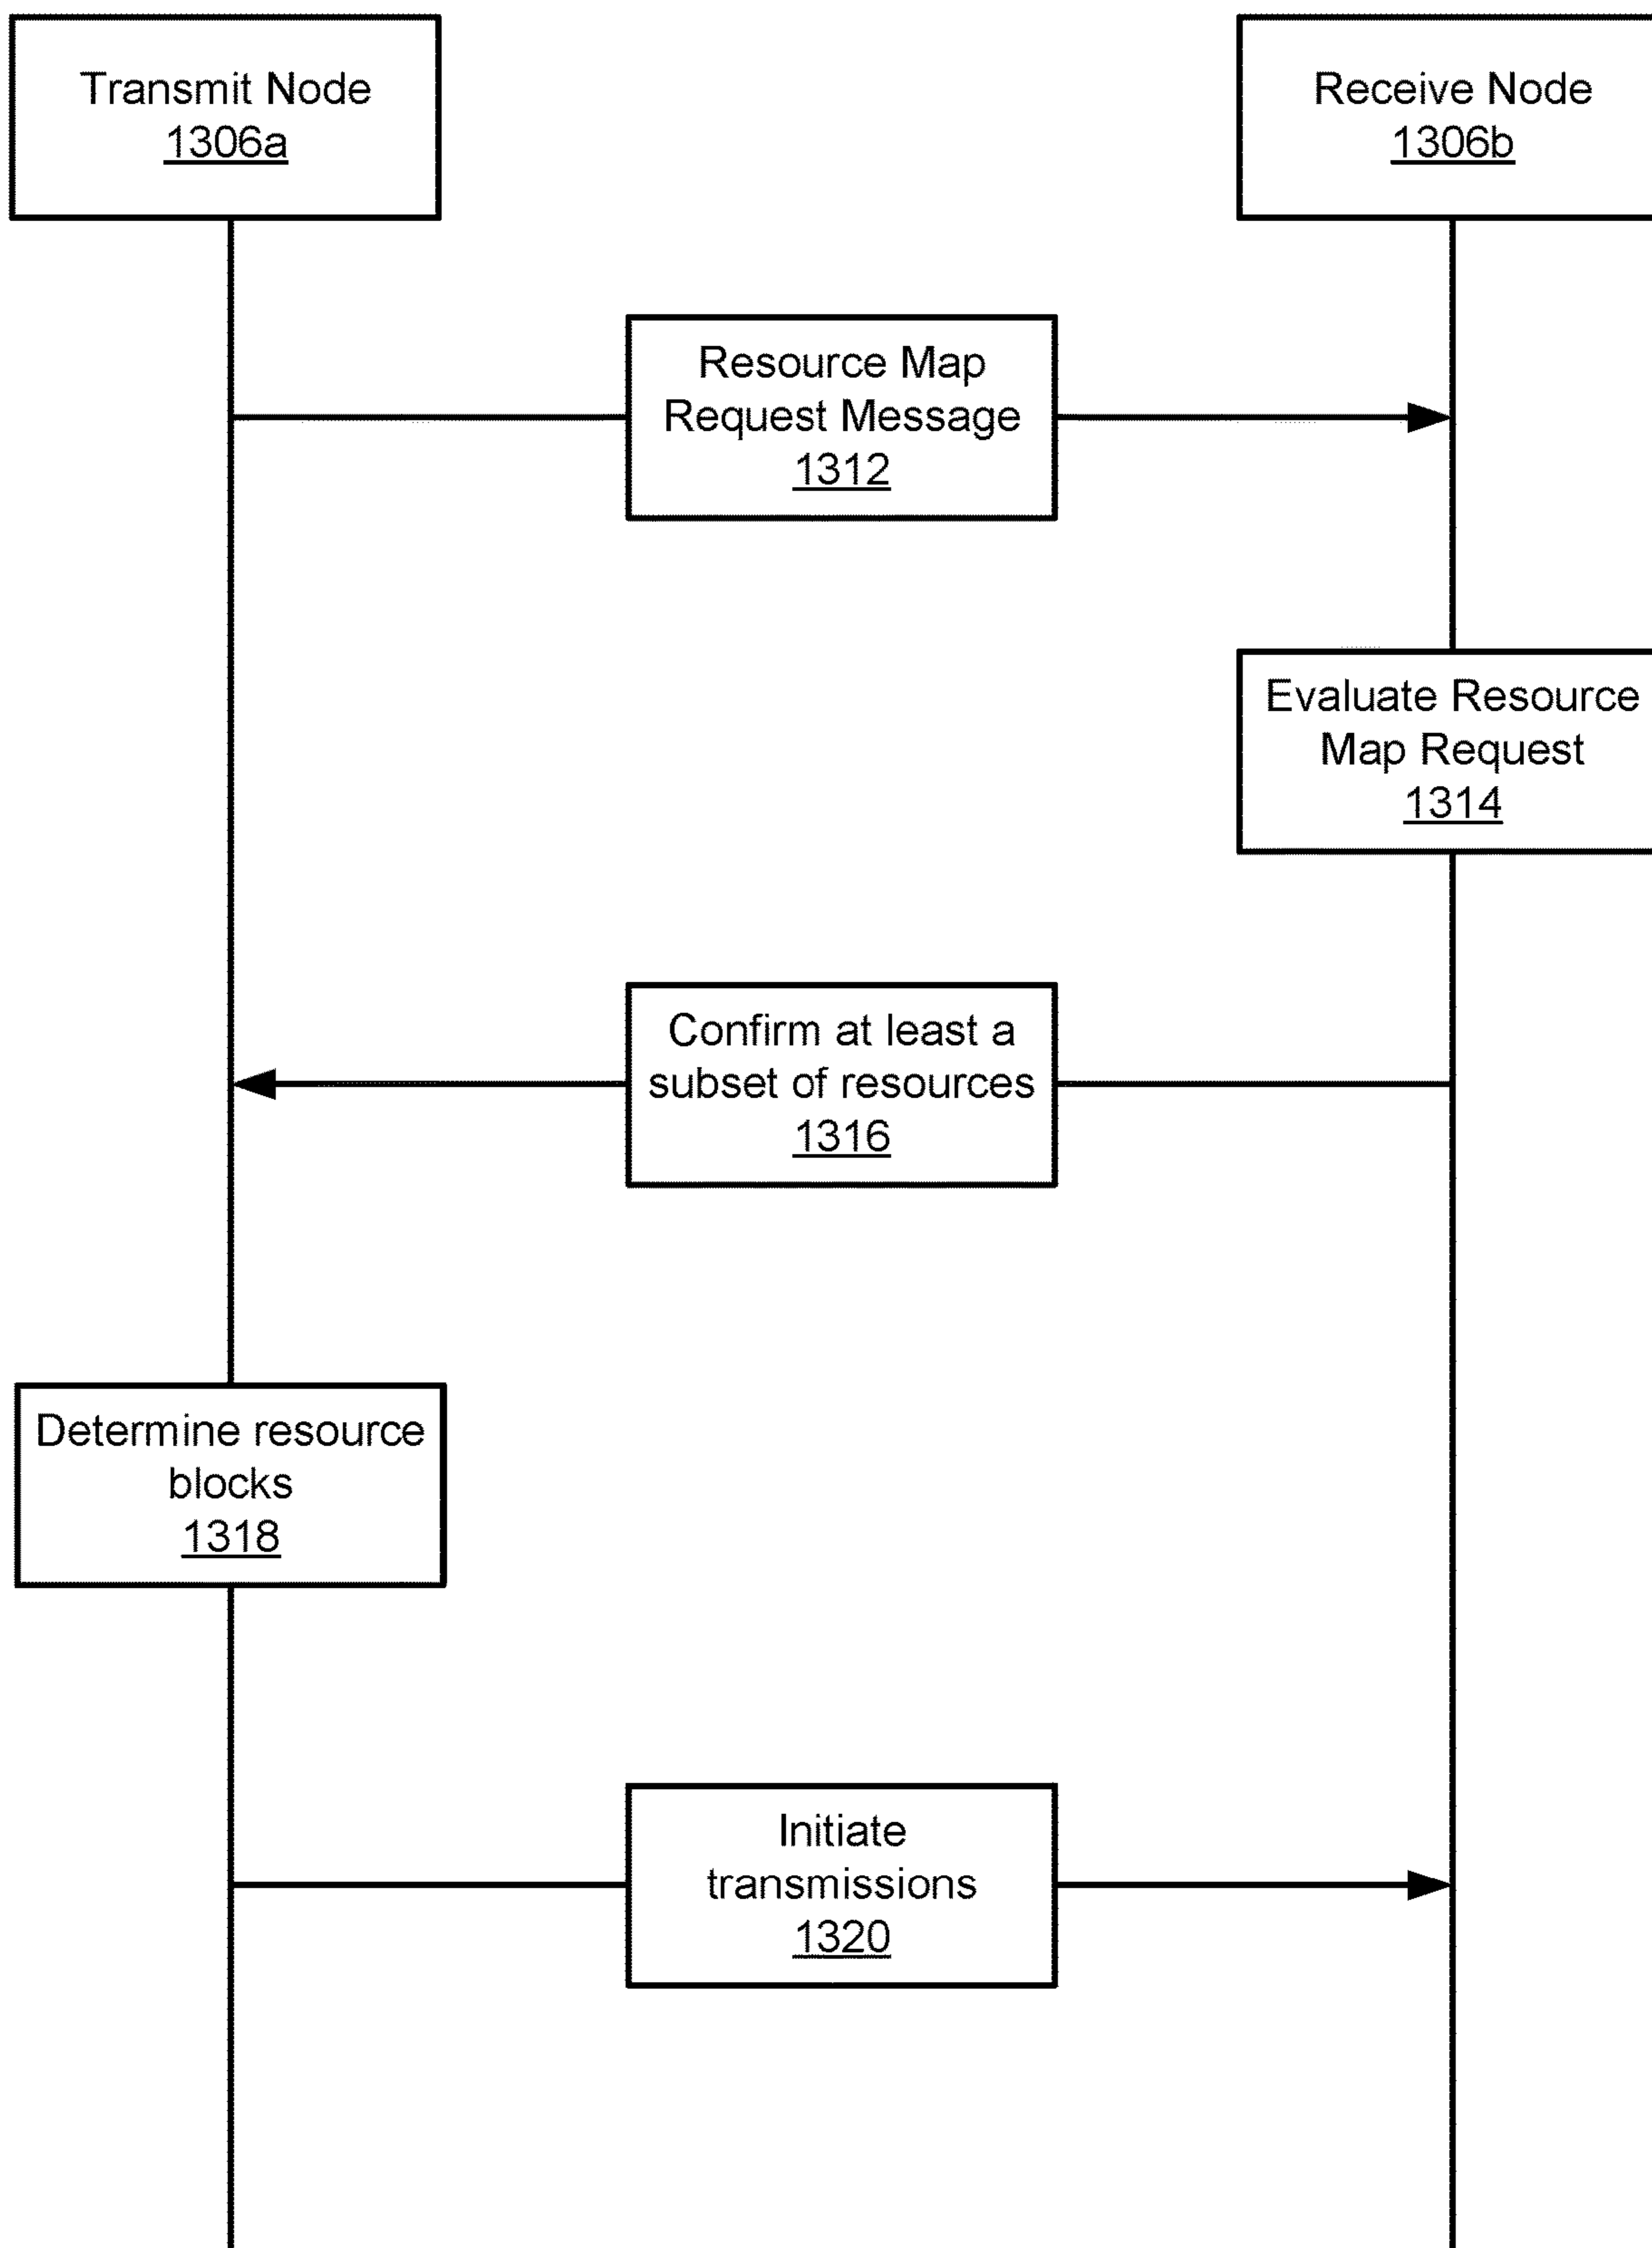 Transmit Node
1306a
Receive Node
1306b
Resource Map
Request Message
1312
Evaluate Resource
Map Request
1314
Confirm at least a
subset of resources
1316
Determine resource
blocks
1318
Initiate
transmissions
1320